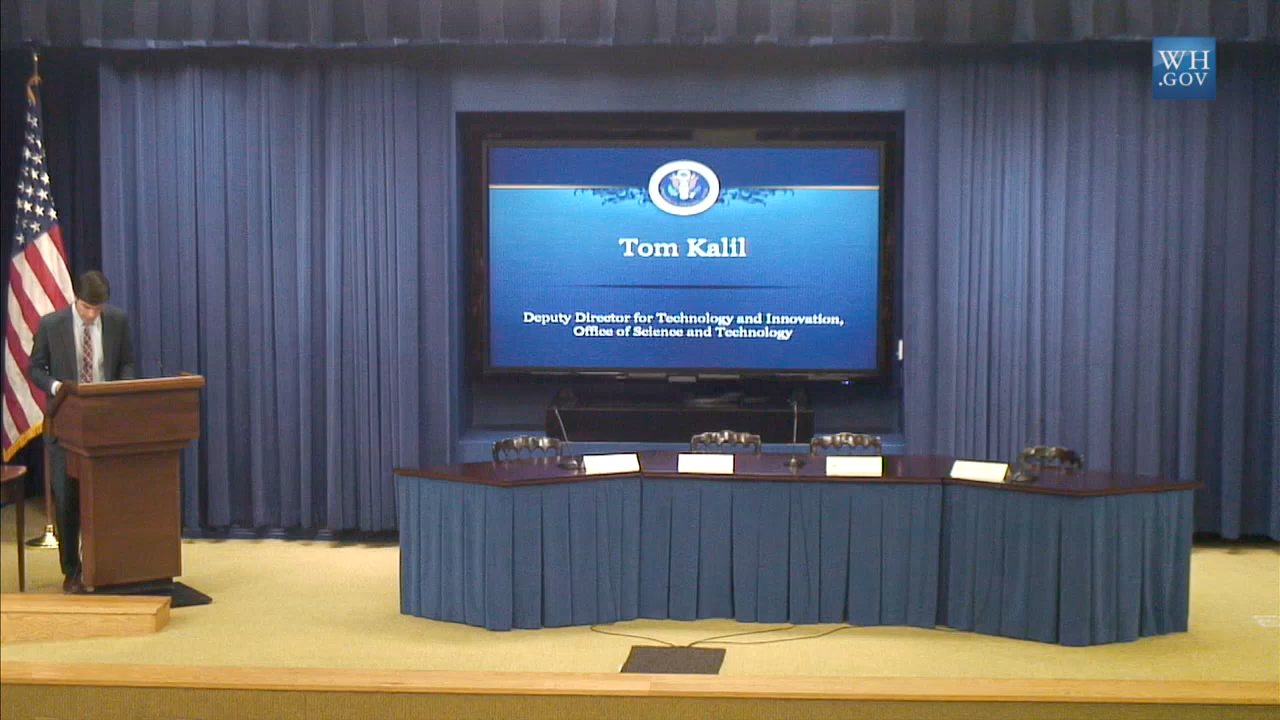 WH
.GOV
Tom Kalil
Deputy Director for Technology and Innovation,
Office of Science and Technology